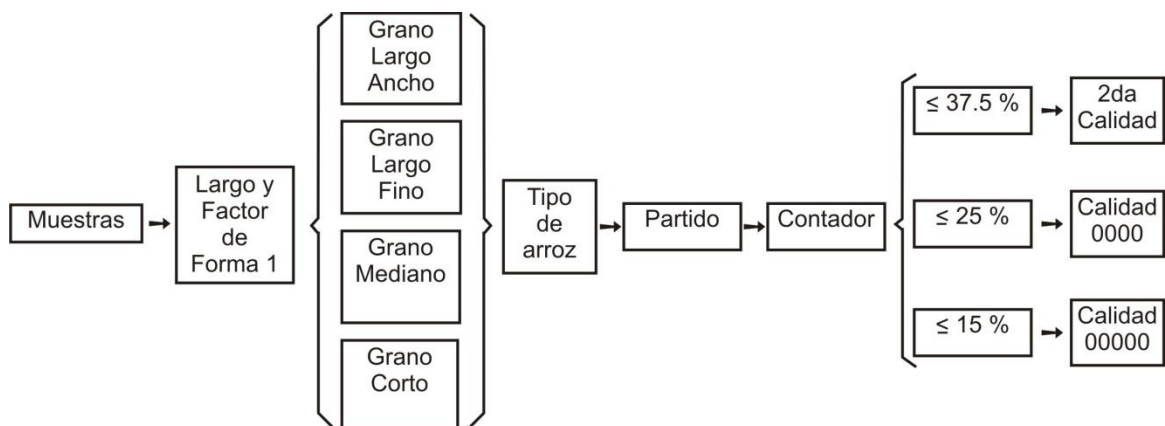 Muestras
Largo y
Factor
de
Forma 1
Grano
Largo
Ancho
Grano
Largo
Fino
Grano
Mediano
Grano
Corto
Tipo
de
arroz
Partido
Contador
≤ 37.5 %
2da
Calidad
≤ 25 %
Calidad
0000
≤ 15 %
Calidad
00000